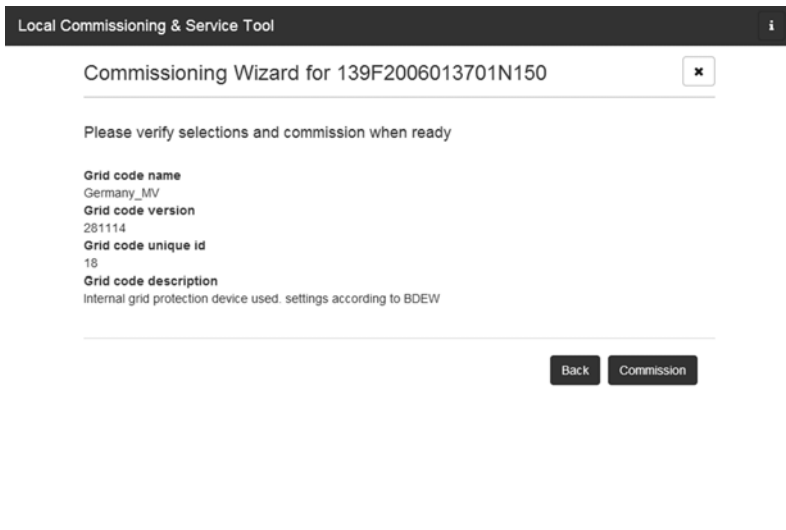 Local Commissioning & Service Tool
i
Commissioning Wizard for 139F2006013701N150
Please verify selections and commission when ready
Grid code name
Germany_MV
Grid code version
281114
Grid code unique id
18
Grid code description
Internal grid protection device used. settings according to BDEW
Back Commission